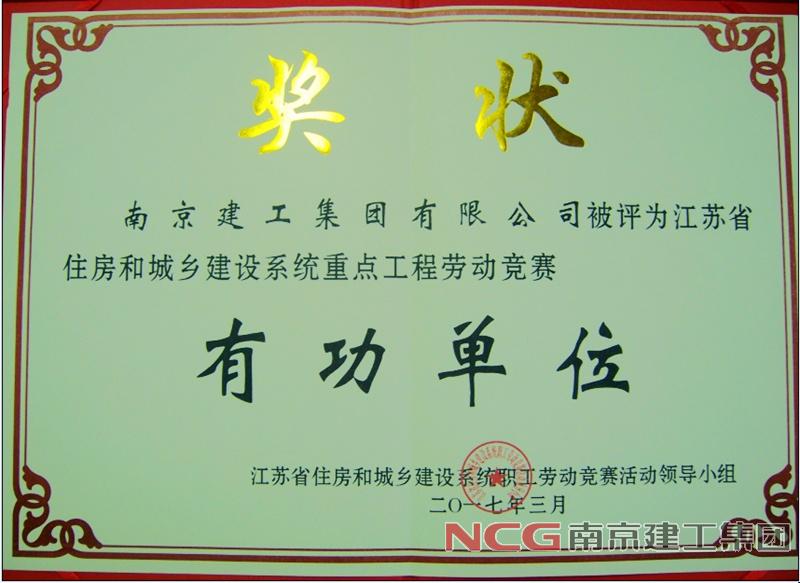 奖状
南京建工集团有限公司被评为江苏省
住房和城乡建设系统重点工程劳动竞赛
有功单位
江苏省住房和城乡建设系统职工劳动竞赛活动领导小组
二〇一七年三月
NCG南京建工集团